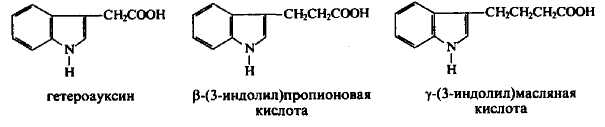 CH₂COOH
CH₂CH₂COOH
CH₂CH₂CH₂COOH
N
H
N
H
N
H
гетероауксин
β-(3-индолил)пропионовая
кислота
γ-(3-индолил)масляная
кислота